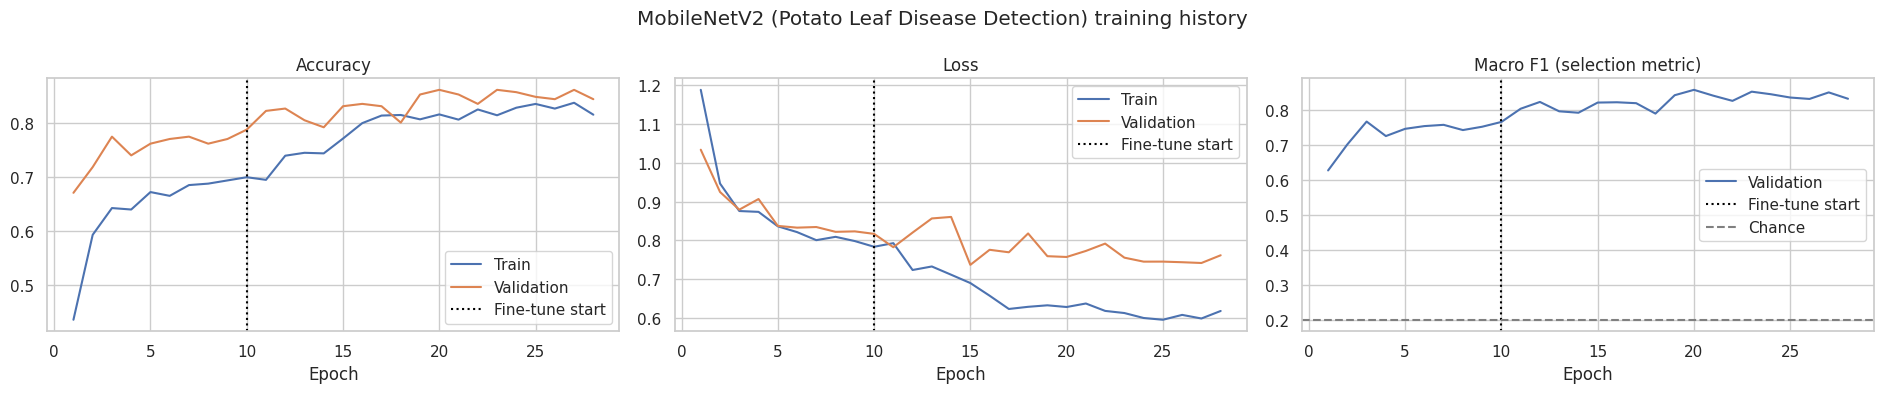 MobileNetV2 (Potato Leaf Disease Detection) training history
Accuracy
0.8
0.7
0.6
0.5
Train
Validation
Fine-tune start
0 5 10 15 20 25
Epoch
Loss
1.2
1.1
1.0
0.9
0.8
0.7
0.6
Train
Validation
Fine-tune start
0 5 10 15 20 25
Epoch
Macro F1 (selection metric)
0.8
0.7
0.6
0.5
0.4
0.3
0.2
Validation
Fine-tune start
Chance
0 5 10 15 20 25
Epoch